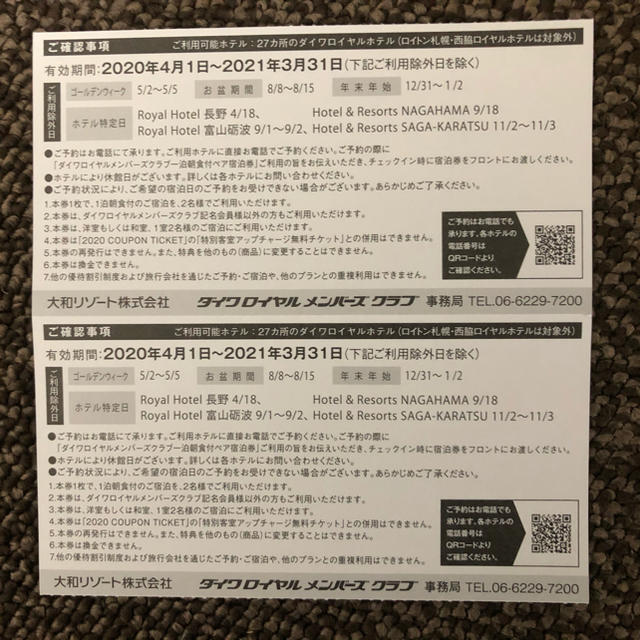 ご確認事項 ご利用可能ホテル:27カ所のダイワロイヤルホテル(ロイトン札幌・西脇ロイヤルホテルは対象外)
有効期間:2020年4月1日〜2021年3月31日(下記ご利用除外日を除く)
ご利用除外日
ゴールデンウィーク 5/2〜5/5 お盆期間 8/8〜8/15 年末年始 12/31〜1/2
ホテル特定日
Royal Hotel 長野 4/18、 Hotel & Resorts NAGAHAMA 9/18
Royal Hotel 富山砺波 9/1〜9/2、 Hotel & Resorts SAGA-KARATSU 11/2〜11/3
●ご予約はお電話にて承ります。ご利用ホテルに直接お電話でご予約ください。ご予約の際に
「ダイワロイヤルメンバーズクラブ一泊朝食付ペア宿泊券」ご利用の旨をお伝えいただき、チェックイン時に宿泊券をフロントにお渡しください。
●ホテルにより休館日がございます。詳しくは各ホテルにお問い合わせください。
●ご予約状況により、ご希望の宿泊日のご予約をお受けできない場合がございます。あらかじめご了承ください。
1.本券1枚で、1泊朝食付のご宿泊を、2名様でご利用いただけます。
2.本券は、ダイワロイヤルメンバーズクラブ記名会員様以外の方もご利用いただけます。
3.本券は、洋室もしくは和室、1室2名様のご宿泊にご利用いただけます。
4.本券は「2020 COUPON TICKET」の「特別客室アップチャージ無料チケット」との併用はできません。
5.本券の再発行はできません。また、特典を他のもの(商品)に変更することはできません。
6.本券は換金できません。
7.他の優待割引制度および旅行会社を通じたご予約・ご宿泊や、他のプランとの重複利用はできません。
ご予約はお電話でも
承ります。各ホテルの
電話番号は
QRコードより
ご確認ください。
大和リゾート株式会社 ダイワロイヤルメンバーズクラブ 事務局 TEL.06-6229-7200
ご確認事項 ご利用可能ホテル:27カ所のダイワロイヤルホテル(ロイトン札幌・西脇ロイヤルホテルは対象外)
有効期間:2020年4月1日〜2021年3月31日(下記ご利用除外日を除く)
ご利用除外日
ゴールデンウィーク 5/2〜5/5 お盆期間 8/8〜8/15 年末年始 12/31〜1/2
ホテル特定日
Royal Hotel 長野 4/18、 Hotel & Resorts NAGAHAMA 9/18
Royal Hotel 富山砺波 9/1〜9/2、 Hotel & Resorts SAGA-KARATSU 11/2〜11/3
●ご予約はお電話にて承ります。ご利用ホテルに直接お電話でご予約ください。ご予約の際に
「ダイワロイヤルメンバーズクラブ一泊朝食付ペア宿泊券」ご利用の旨をお伝えいただき、チェックイン時に宿泊券をフロントにお渡しください。
●ホテルにより休館日がございます。詳しくは各ホテルにお問い合わせください。
●ご予約状況により、ご希望の宿泊日のご予約をお受けできない場合がございます。あらかじめご了承ください。
1.本券1枚で、1泊朝食付のご宿泊を、2名様でご利用いただけます。
2.本券は、ダイワロイヤルメンバーズクラブ記名会員様以外の方もご利用いただけます。
3.本券は、洋室もしくは和室、1室2名様のご宿泊にご利用いただけます。
4.本券は「2020 COUPON TICKET」の「特別客室アップチャージ無料チケット」との併用はできません。
5.本券の再発行はできません。また、特典を他のもの(商品)に変更することはできません。
6.本券は換金できません。
7.他の優待割引制度および旅行会社を通じたご予約・ご宿泊や、他のプランとの重複利用はできません。
ご予約はお電話でも
承ります。各ホテルの
電話番号は
QRコードより
ご確認ください。
大和リゾート株式会社 ダイワロイヤルメンバーズクラブ 事務局 TEL.06-6229-7200